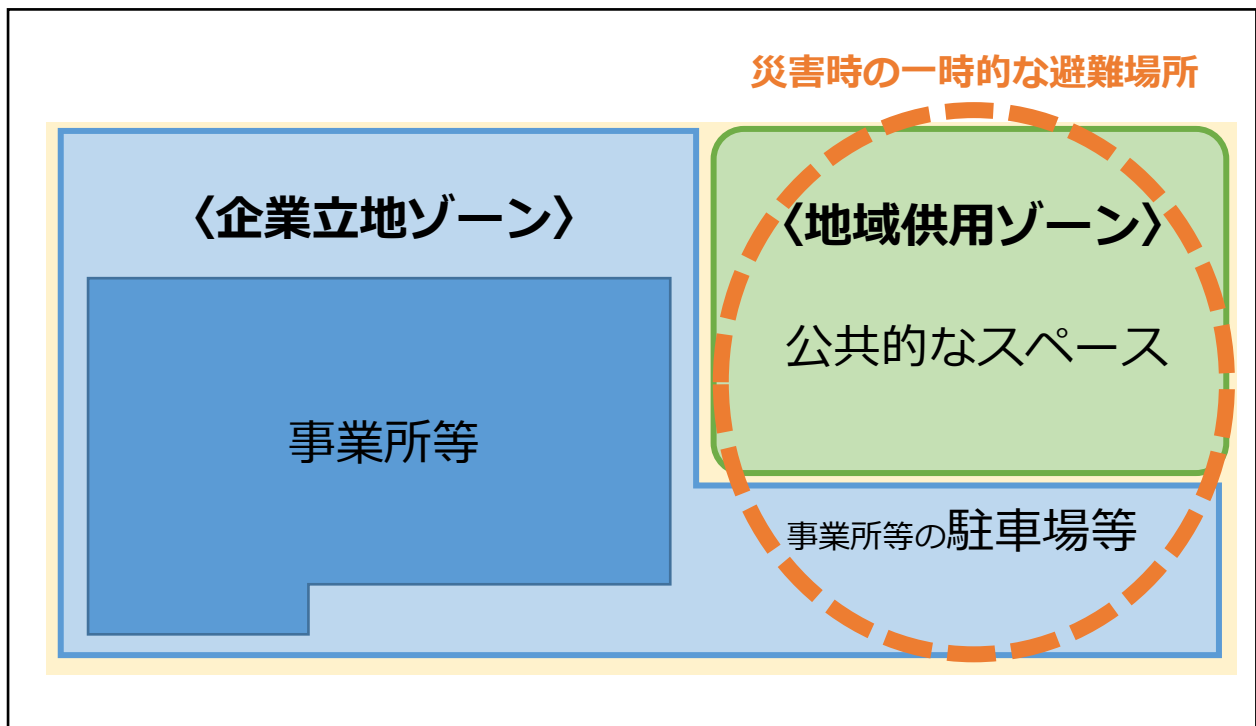 災害時の一時的な避難場所
〈企業立地ゾーン〉
〈地域供用ゾーン〉
公共的なスペース
事業所等
事業所等の駐車場等